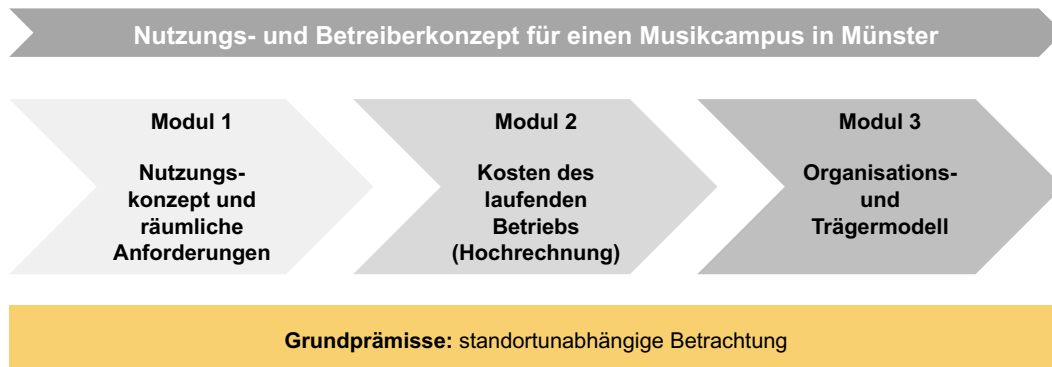 Nutzungs- und Betreiberkonzept für einen Musikcampus in Münster
Modul 1
Nutzungs-
konzept und
räumliche
Anforderungen
Modul 2
Kosten des
laufenden
Betriebs
(Hochrechnung)
Modul 3
Organisations-
und
Trägermodell
Grundprämisse: standortunabhängige Betrachtung